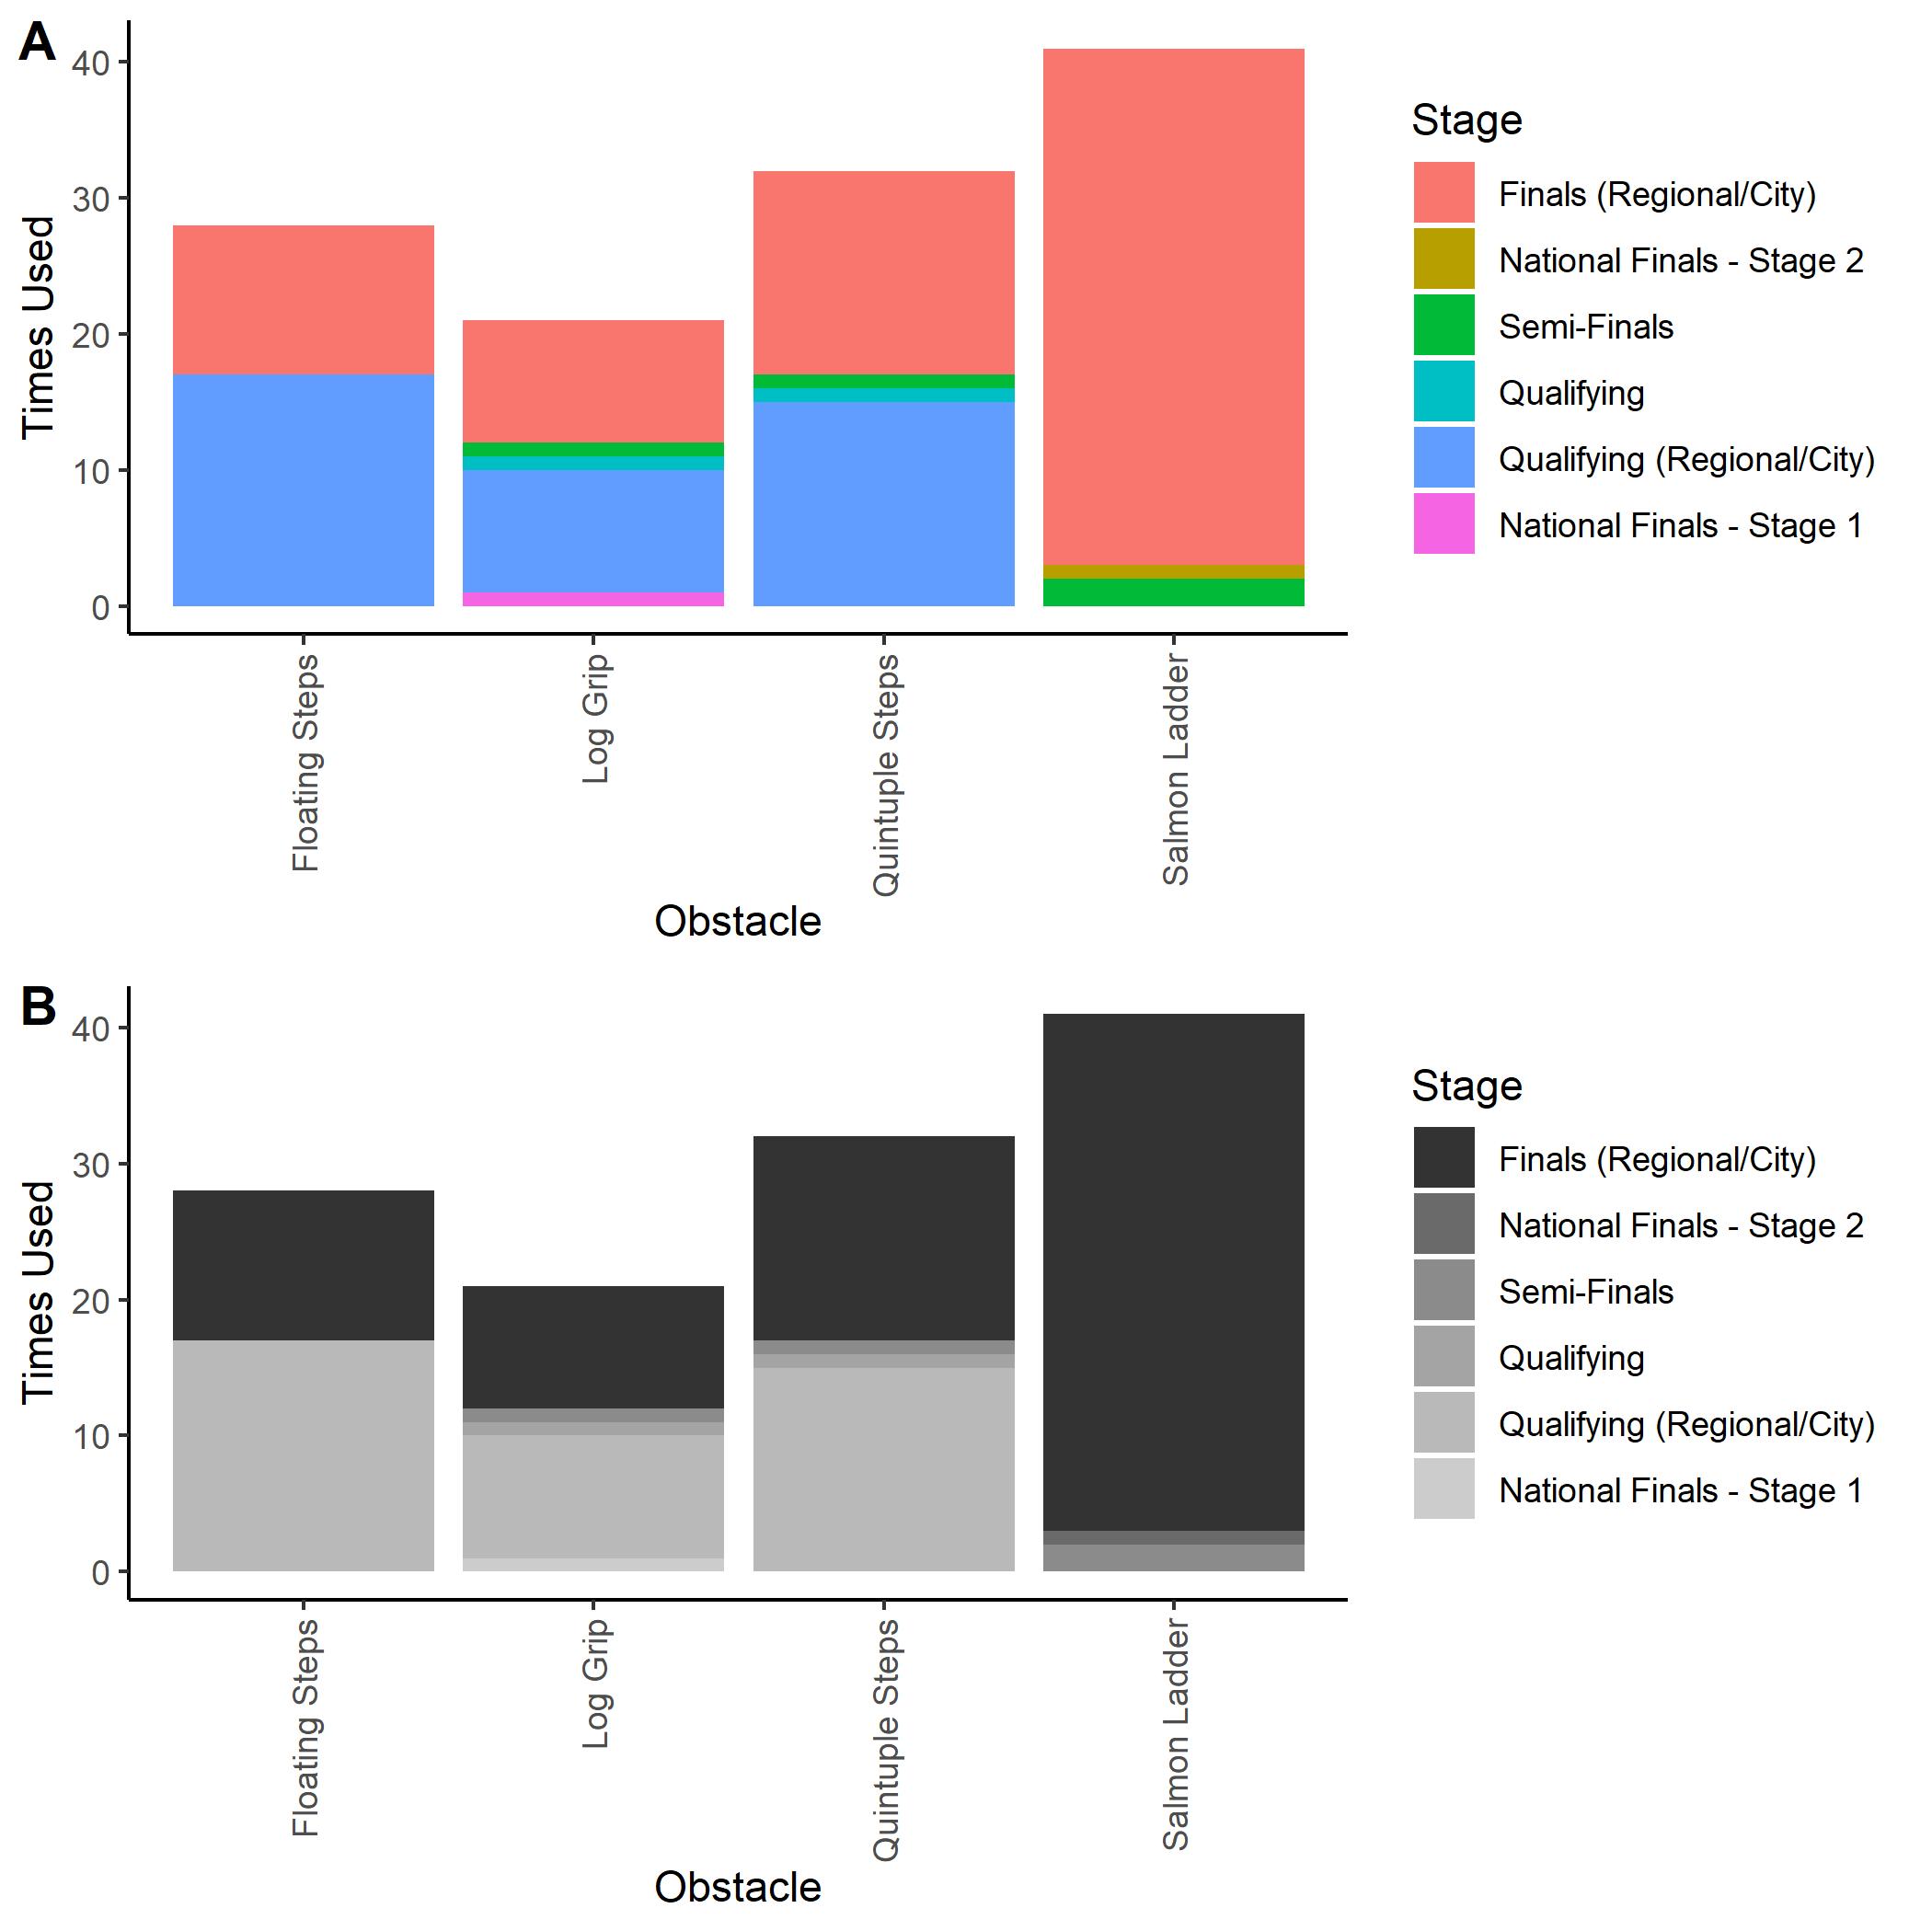 A
40
30
20
10
0
Times Used
Floating Steps
Log Grip
Quintuple Steps
Salmon Ladder
Obstacle
Stage
Finals (Regional/City)
National Finals - Stage 2
Semi-Finals
Qualifying
Qualifying (Regional/City)
National Finals - Stage 1
B
40
30
20
10
0
Times Used
Floating Steps
Log Grip
Quintuple Steps
Salmon Ladder
Obstacle
Stage
Finals (Regional/City)
National Finals - Stage 2
Semi-Finals
Qualifying
Qualifying (Regional/City)
National Finals - Stage 1